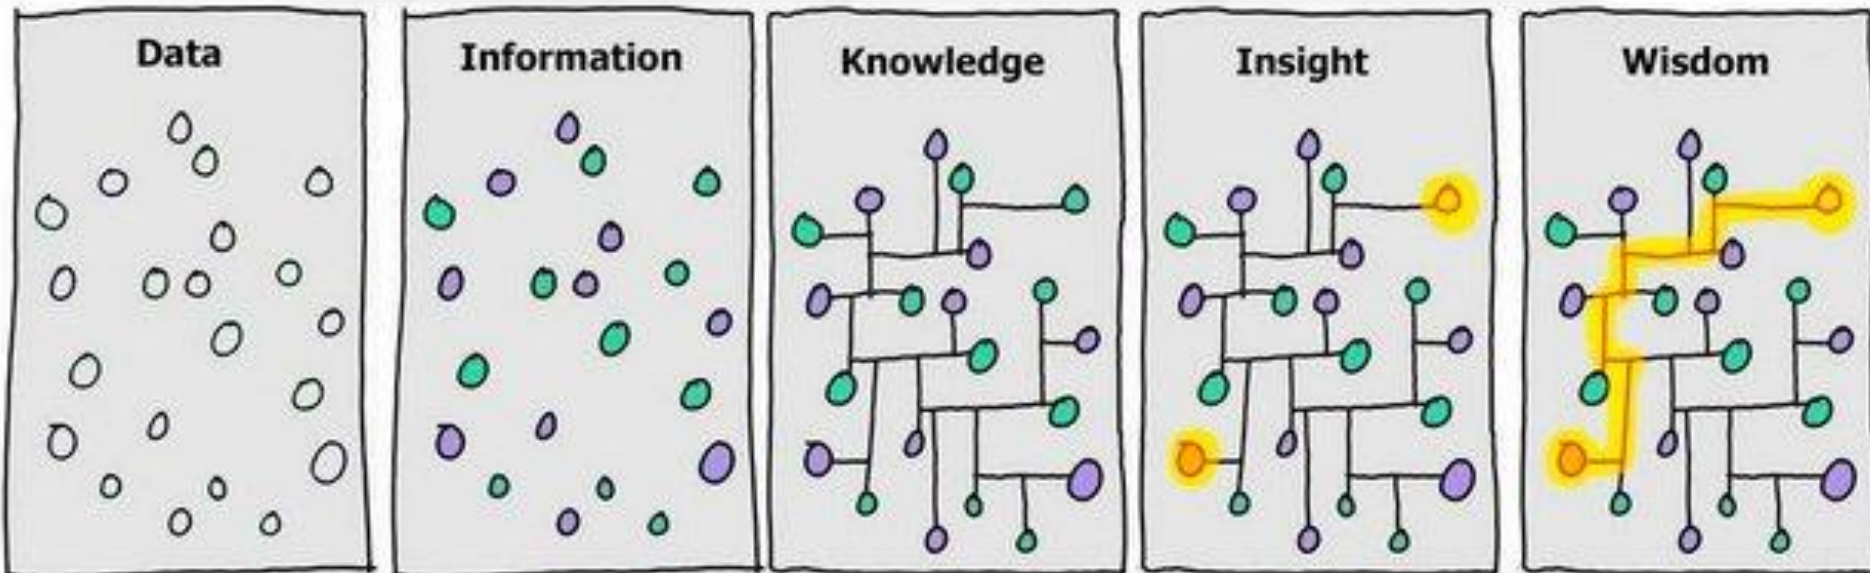 Data
Information
Knowledge
Insight
Wisdom